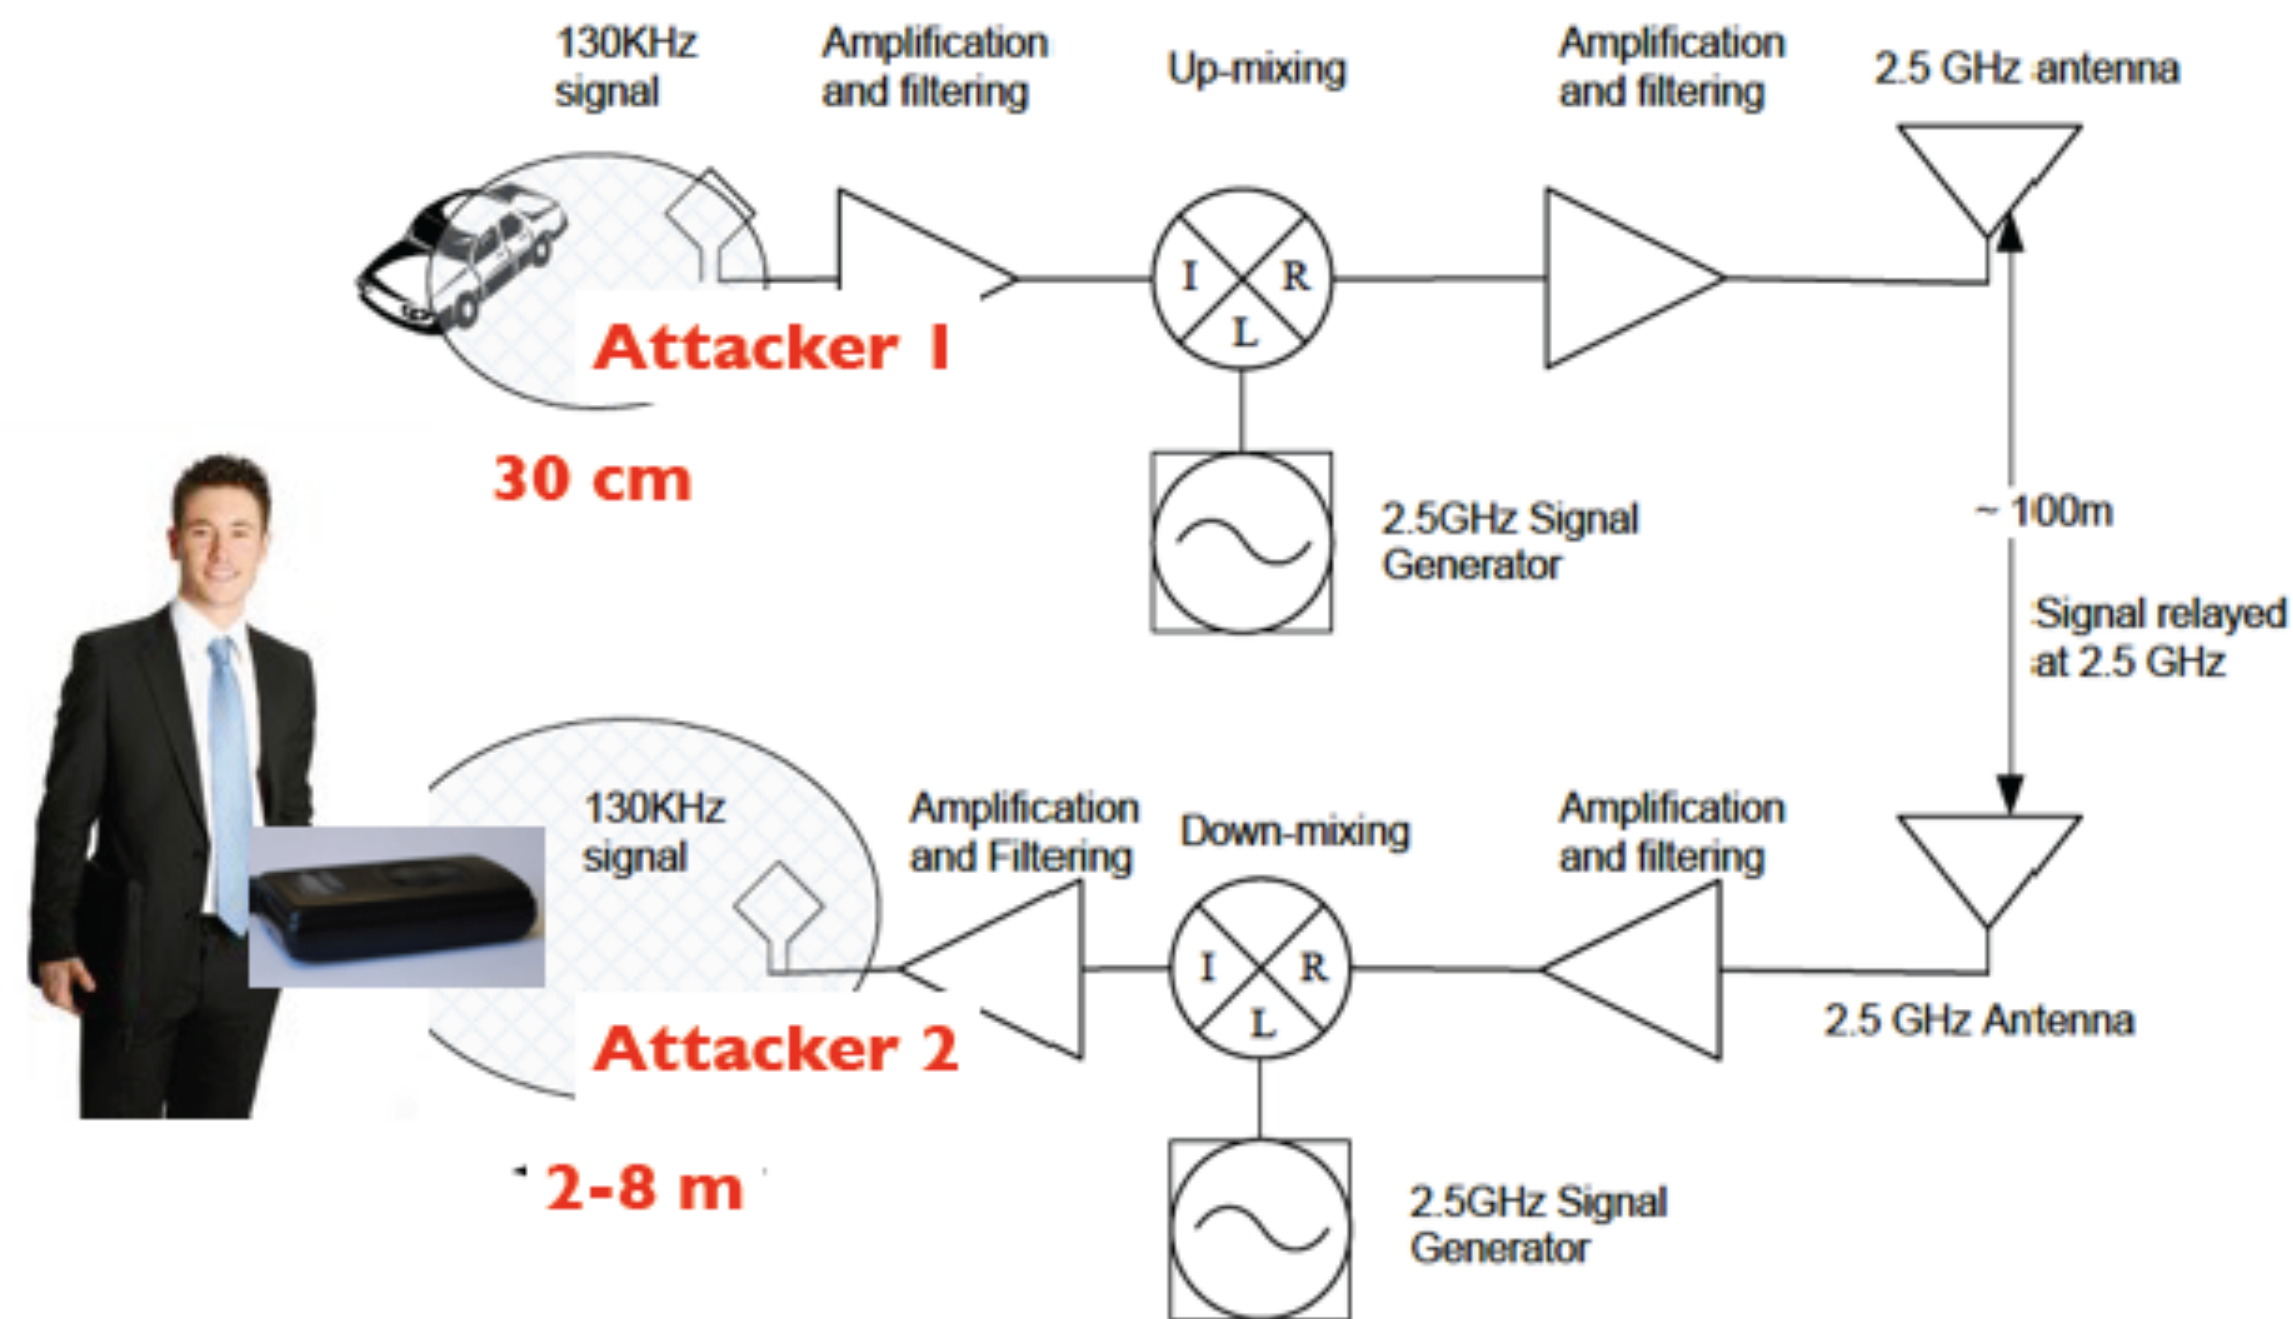 130KHz
signal
Amplification
and filtering
Up-mixing
Amplification
and filtering
2.5 GHz antenna
I
R
L
Attacker 1
30 cm
2.5GHz Signal
Generator
~ 100m
Signal relayed
at 2.5 GHz
130KHz
signal
Amplification
and Filtering
Down-mixing
Amplification
and filtering
I
R
L
Attacker 2
2.5 GHz Antenna
2-8 m
2.5GHz Signal
Generator